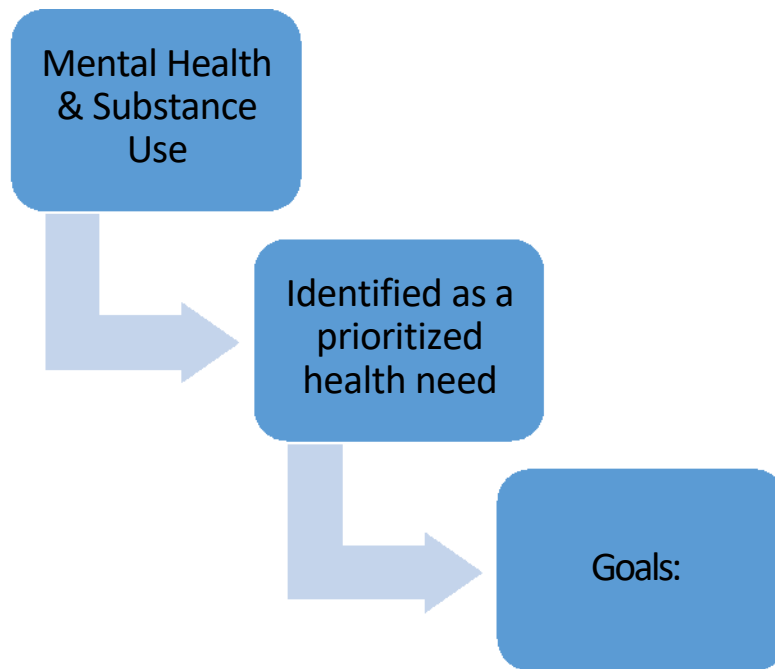 Mental Health
& Substance
Use
Identified as a
prioritized
health need
Goals: